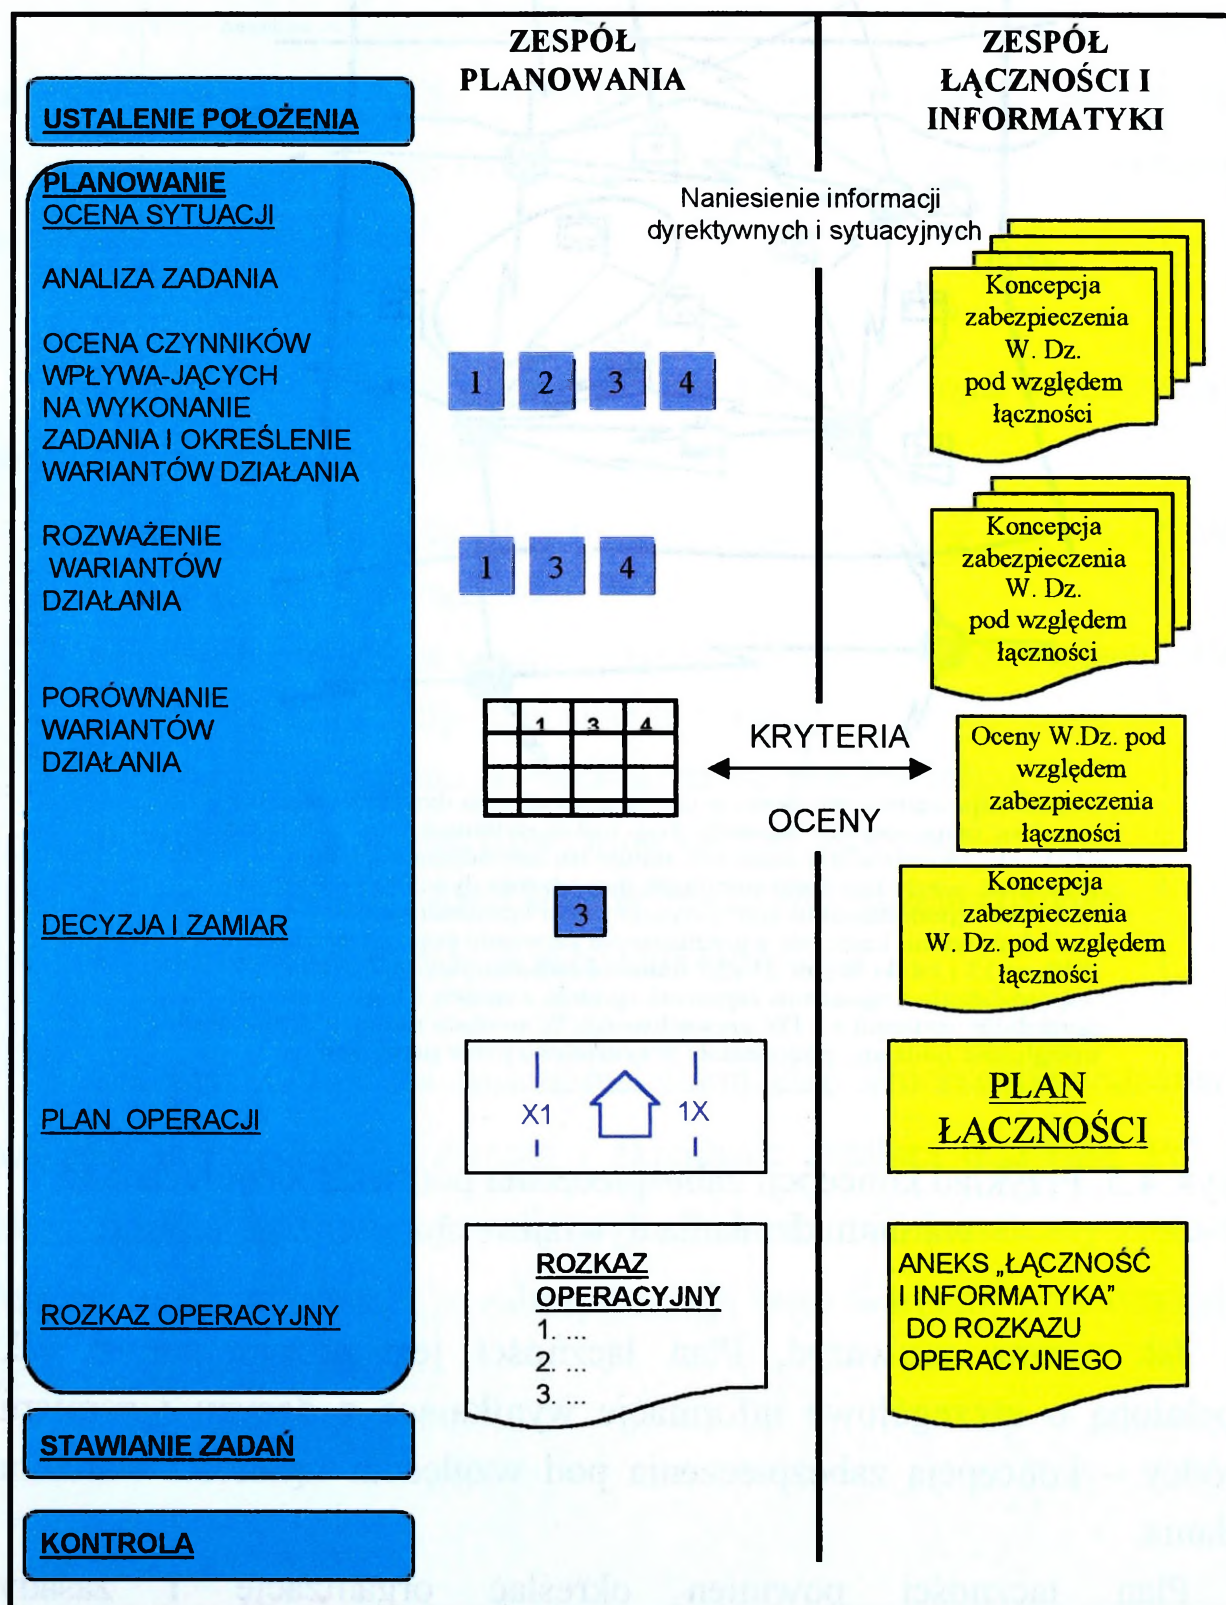 ZESPÓŁ
PLANOWANIA
ZESPÓŁ
ŁĄCZNOŚCI I
INFORMATYKI
USTALENIE POŁOŻENIA
PLANOWANIE
OCENA SYTUACJI
Naniesienie informacji
dyrektywnych i sytuacyjnych
ANALIZA ZADANIA
OCENA CZYNNIKÓW
WPŁYWA-JĄCYCH
NA WYKONANIE
ZADANIA I OKREŚLENIE
WARIANTÓW DZIAŁANIA
1 2 3 4
Koncepcja
zabezpieczenia
W. Dz.
pod względem
łączności
ROZWAŻENIE
WARIANTÓW
DZIAŁANIA
1 3 4
Koncepcja
zabezpieczenia
W. Dz.
pod względem
łączności
PORÓWNANIE
WARIANTÓW
DZIAŁANIA
1 3 4
KRYTERIA
OCENY
Oceny W.Dz. pod
względem
zabezpieczenia
łączności
DECYZJA I ZAMIAR
3
Koncepcja
zabezpieczenia
W. Dz. pod względem
łączności
PLAN OPERACJI
X1 1X
PLAN
ŁĄCZNOŚCI
ROZKAZ OPERACYJNY
ROZKAZ
OPERACYJNY
1. ...
2. ...
3. ...
ANEKS „ŁĄCZNOŚĆ
I INFORMATYKA”
DO ROZKAZU
OPERACYJNEGO
STAWIANIE ZADAŃ
KONTROLA